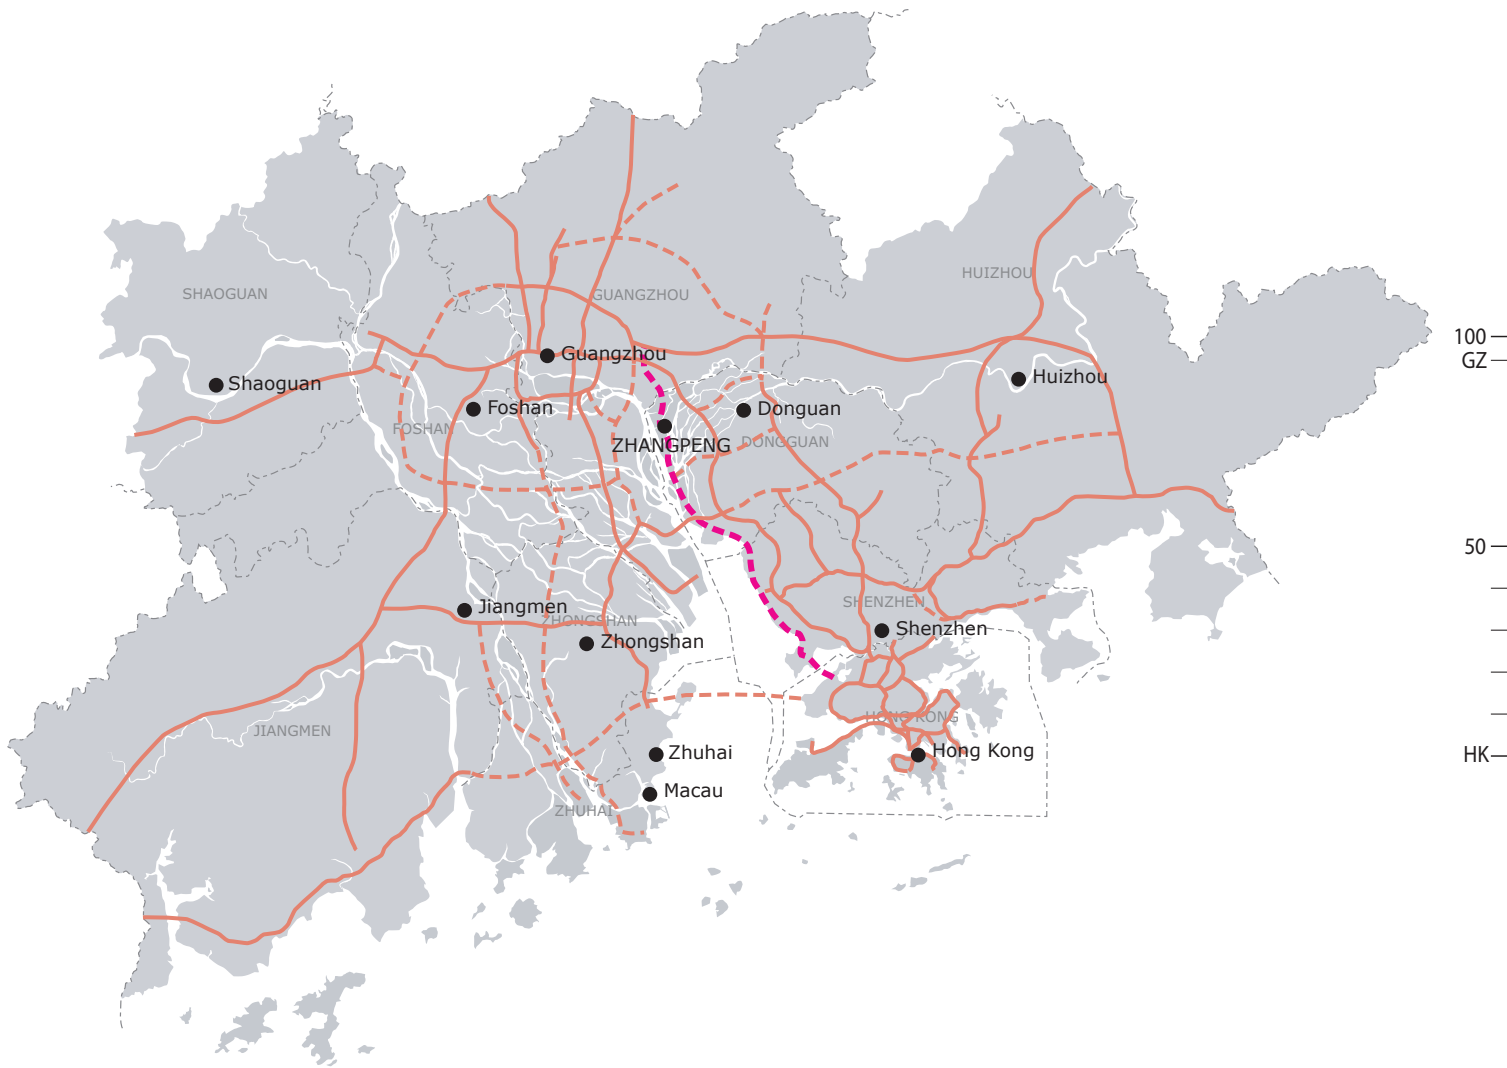 HUIZHOU
SHAOGUAN
GUANGZHOU
100
Guangzhou
GZ
Shaoguan
Huizhou
Foshan
Donguan
FOSHAN
ZHANGPENG
DONGGUAN
50
SHENZHEN
Jiangmen
ZHONGSHAN
Shenzhen
Zhongshan
HONG KONG
JIANGMEN
Zhuhai
Hong Kong
HK
Macau
ZHUHAI